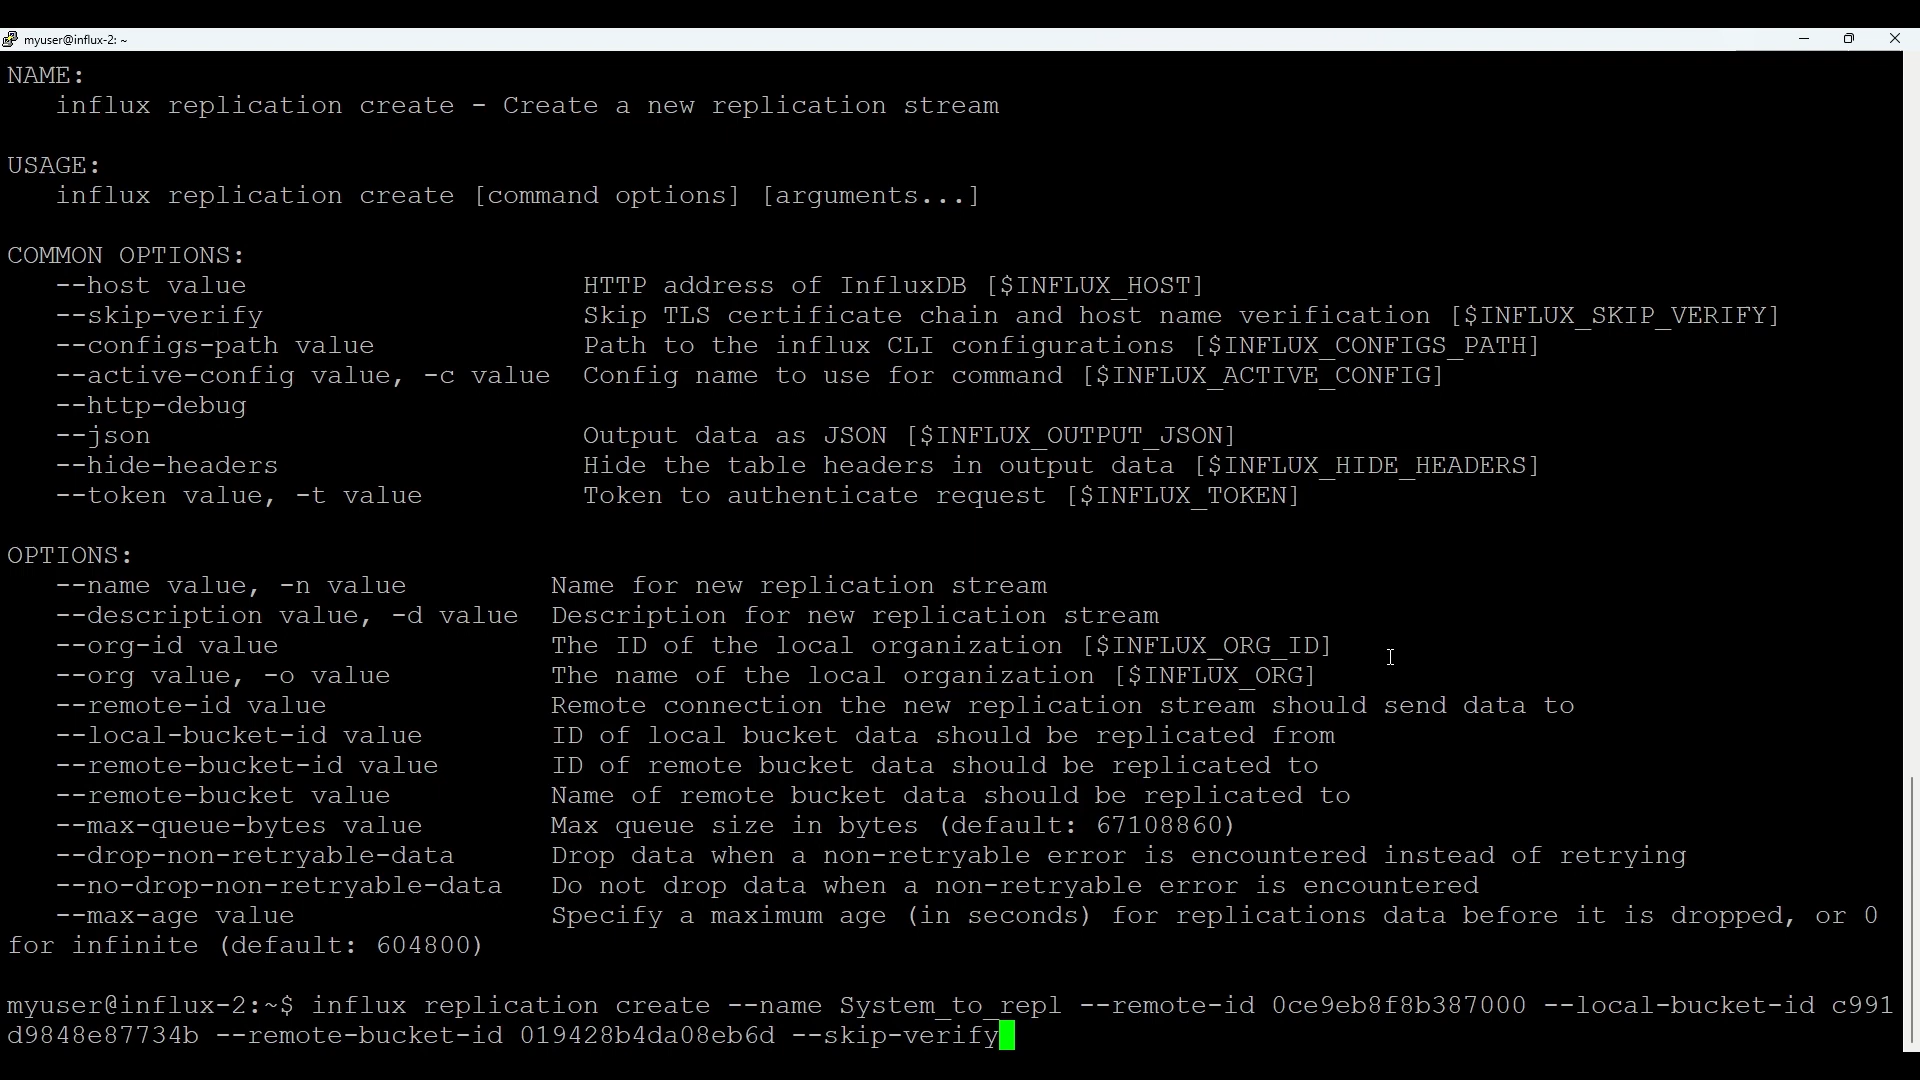 myuser@influx-2: ~
NAME:
   influx replication create - Create a new replication stream

USAGE:
   influx replication create [command options] [arguments...]

COMMON OPTIONS:
   --host value                     HTTP address of InfluxDB [$INFLUX_HOST]
   --skip-verify                    Skip TLS certificate chain and host name verification [$INFLUX_SKIP_VERIFY]
   --configs-path value             Path to the influx CLI configurations [$INFLUX_CONFIGS_PATH]
   --active-config value, -c value  Config name to use for command [$INFLUX_ACTIVE_CONFIG]
   --http-debug
   --json                           Output data as JSON [$INFLUX_OUTPUT_JSON]
   --hide-headers                   Hide the table headers in output data [$INFLUX_HIDE_HEADERS]
   --token value, -t value          Token to authenticate request [$INFLUX_TOKEN]

OPTIONS:
   --name value, -n value         Name for new replication stream
   --description value, -d value  Description for new replication stream
   --org-id value                 The ID of the local organization [$INFLUX_ORG_ID]
   --org value, -o value          The name of the local organization [$INFLUX_ORG]
   --remote-id value              Remote connection the new replication stream should send data to
   --local-bucket-id value        ID of local bucket data should be replicated from
   --remote-bucket-id value       ID of remote bucket data should be replicated to
   --remote-bucket value          Name of remote bucket data should be replicated to
   --max-queue-bytes value        Max queue size in bytes (default: 67108860)
   --drop-non-retryable-data      Drop data when a non-retryable error is encountered instead of retrying
   --no-drop-non-retryable-data   Do not drop data when a non-retryable error is encountered
   --max-age value                Specify a maximum age (in seconds) for replications data before it is dropped, or 0
for infinite (default: 604800)

myuser@influx-2:~$ influx replication create --name System_to_repl --remote-id 0ce9eb8f8b387000 --local-bucket-id c991
d9848e87734b --remote-bucket-id 019428b4da08eb6d --skip-verify